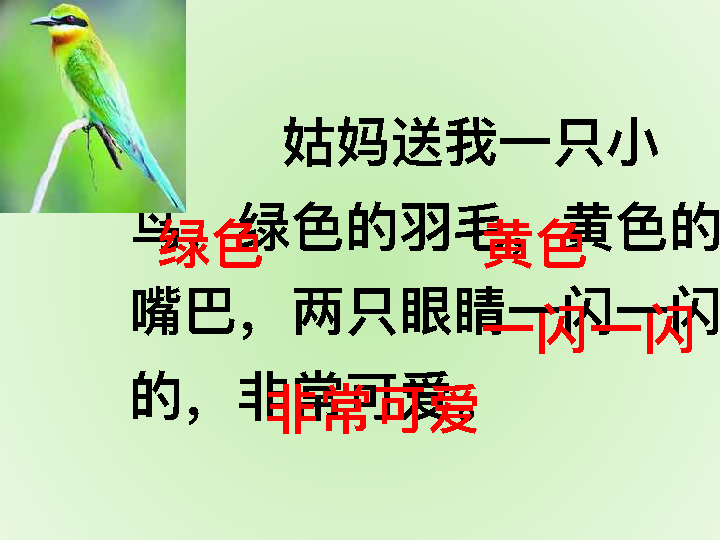 姑妈送我一只小
鸟，绿色的羽毛，黄色的
绿色 黄色
嘴巴，两只眼睛一闪一闪
一闪一闪
的，非常可爱。
非常可爱